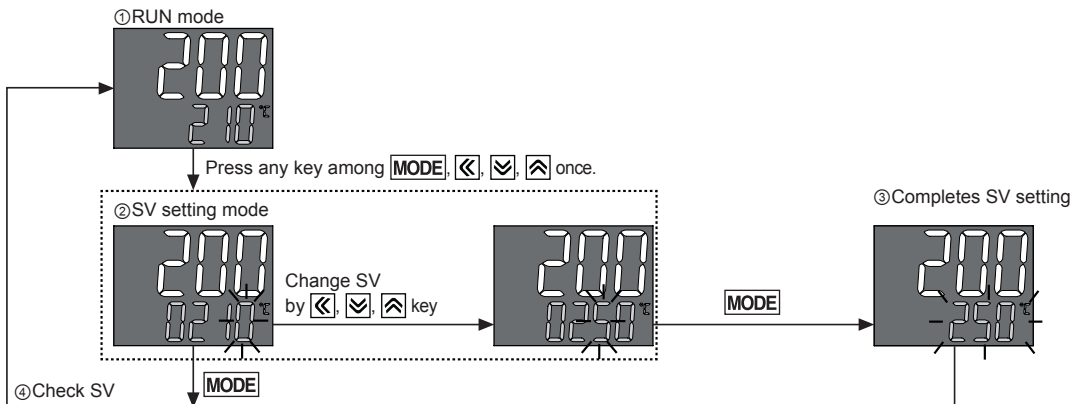 ①RUN mode
200
210 °C
Press any key among MODE, ≪, ≫, ≪ once.
②SV setting mode
200
0210 °C
Change SV
by ≪, ≫, ≪ key
200
0250 °C
MODE
③Completes SV setting
200
250 °C
MODE
④Check SV